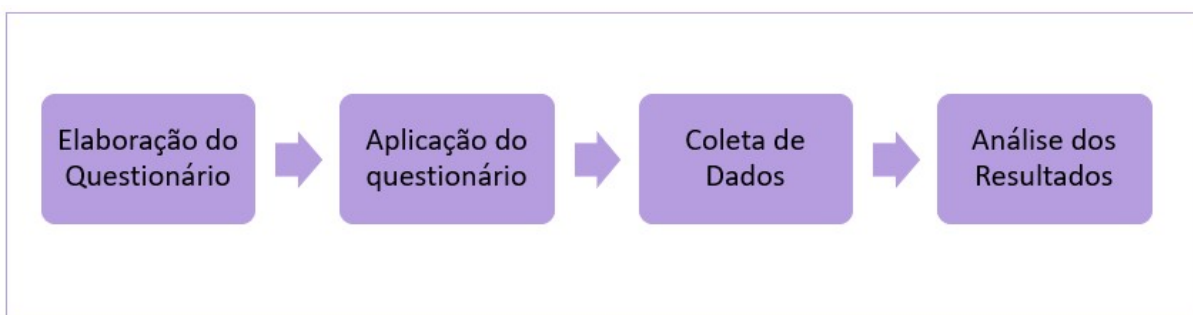 Elaboração do
Questionário
Aplicação do
questionário
Coleta de
Dados
Análise dos
Resultados